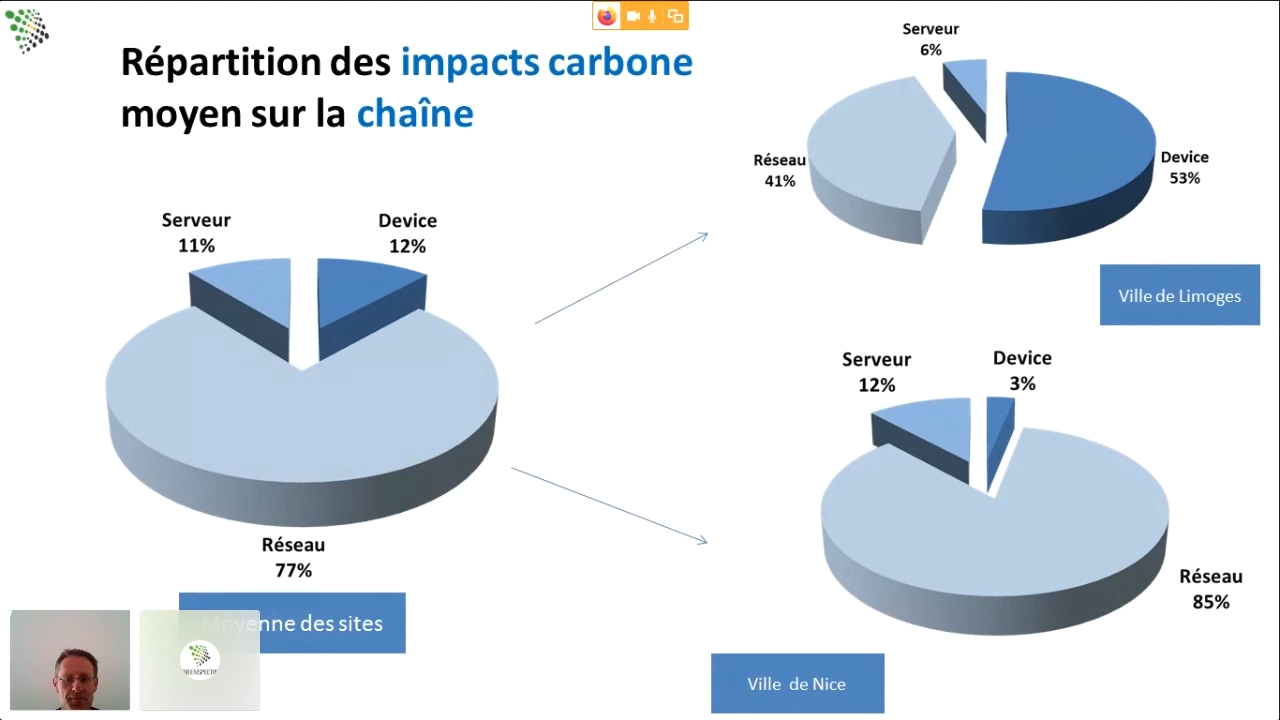 Répartition des impacts carbone
moyen sur la chaîne
Serveur
11%
Device
12%
Réseau
77%
Moyenne des sites
Serveur
6%
Réseau
41%
Device
53%
Ville de Limoges
Serveur
12%
Device
3%
Réseau
85%
Ville de Nice